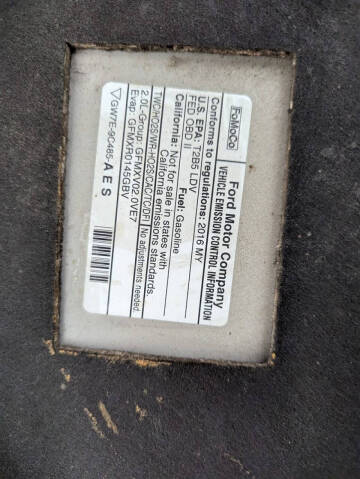 FoMoCo
Ford Motor Company
VEHICLE EMISSION CONTROL INFORMATION
Conforms to regulations: 2016 MY
U.S. EPA: T2B5 LDV
FED OBD II
Fuel: Gasoline
California: Not for sale in states with
California emissions standards.
TWC/HO2S/WR-HO2S/CAC/TC/DFI No adjustments needed.
2.0L-Group: GFMXV02.0VE7
Evap: GFMXR0145GBV
GW7E-9C485-A E S